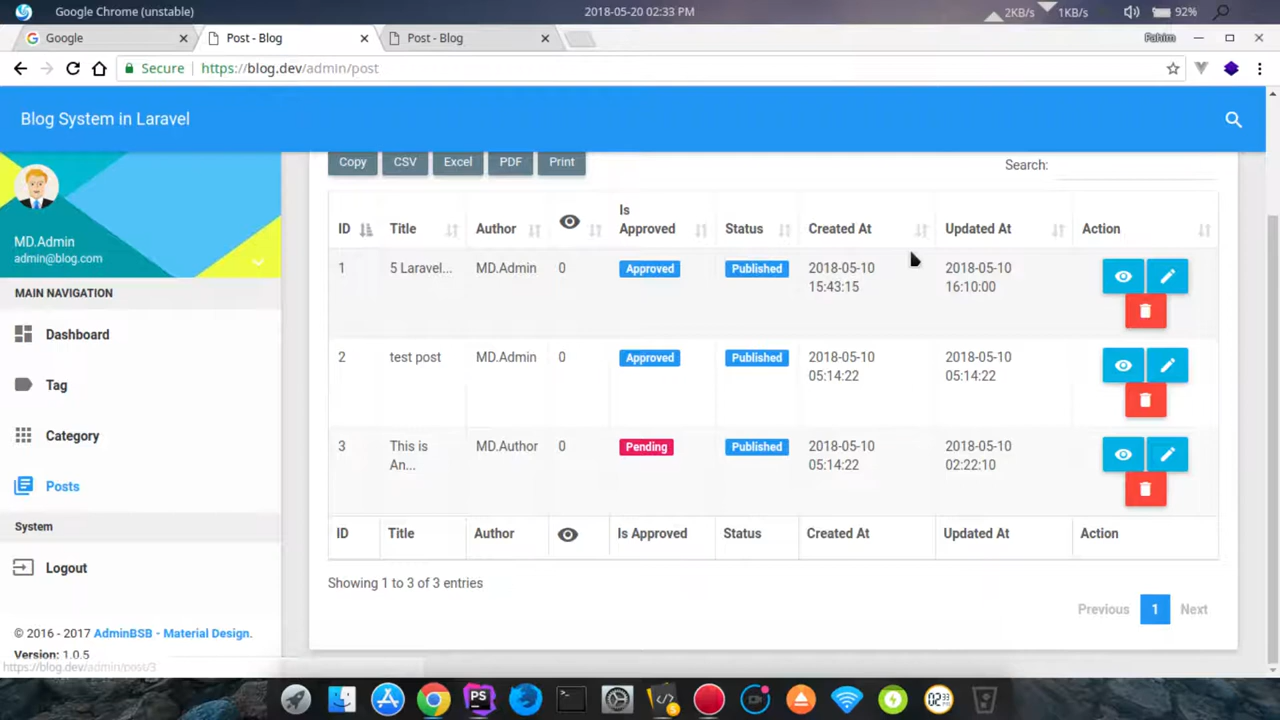 Google Chrome (unstable)
2018-05-20 02:33 PM
2KB/s
1KB/s
92%
Google
Post - Blog
Post - Blog
Fahim
Secure
https://blog.dev/admin/post
Blog System in Laravel
MD.Admin
admin@blog.com
MAIN NAVIGATION
Dashboard
Tag
Category
Posts
System
Logout
© 2016 - 2017 AdminBSB - Material Design.
Version: 1.0.5
https://blog.dev/admin/post/3
Copy CSV Excel PDF Print
Search:
ID Title Author Is Approved Status Created At Updated At Action
1 5 Laravel... MD.Admin 0 Approved Published 2018-05-10 15:43:15 2018-05-10 16:10:00
2 test post MD.Admin 0 Approved Published 2018-05-10 05:14:22 2018-05-10 05:14:22
3 This is An... MD.Author 0 Pending Published 2018-05-10 05:14:22 2018-05-10 02:22:10
ID Title Author Is Approved Status Created At Updated At Action
Showing 1 to 3 of 3 entries
Previous 1 Next
PS